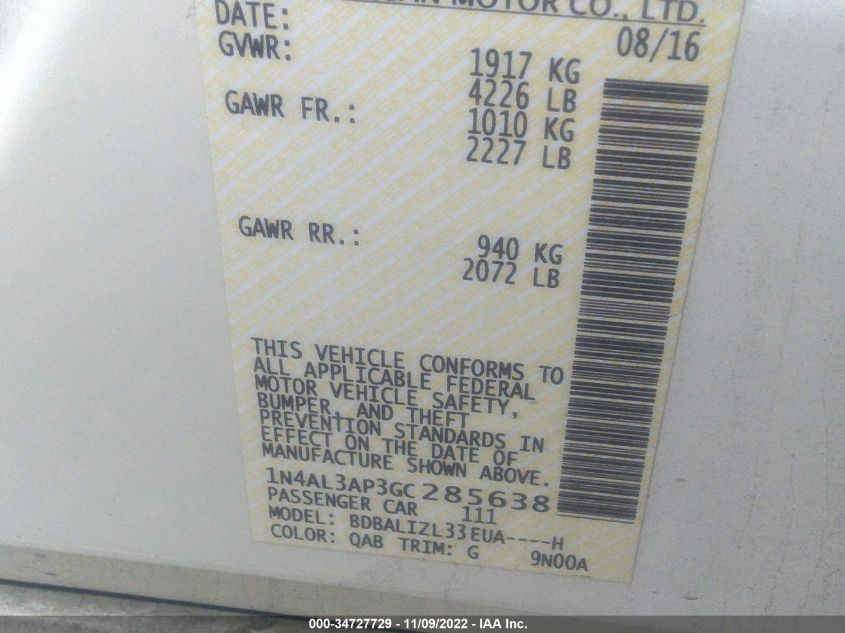 MOTOR CO., LTD.
DATE: 08/16
GVWR: 1917 KG
4226 LB
GAWR FR.: 1010 KG
2227 LB
GAWR RR.: 940 KG
2072 LB
THIS VEHICLE CONFORMS TO
ALL APPLICABLE FEDERAL
MOTOR VEHICLE SAFETY,
BUMPER, AND THEFT
PREVENTION STANDARDS IN
EFFECT ON THE DATE OF
MANUFACTURE SHOWN ABOVE.
1N4AL3AP3GC285638
PASSENGER CAR 111
MODEL: BDBALIZL33EUA----H
COLOR: QAB TRIM: G 9N00A
000-34727729 - 11/09/2022 - IAA Inc.